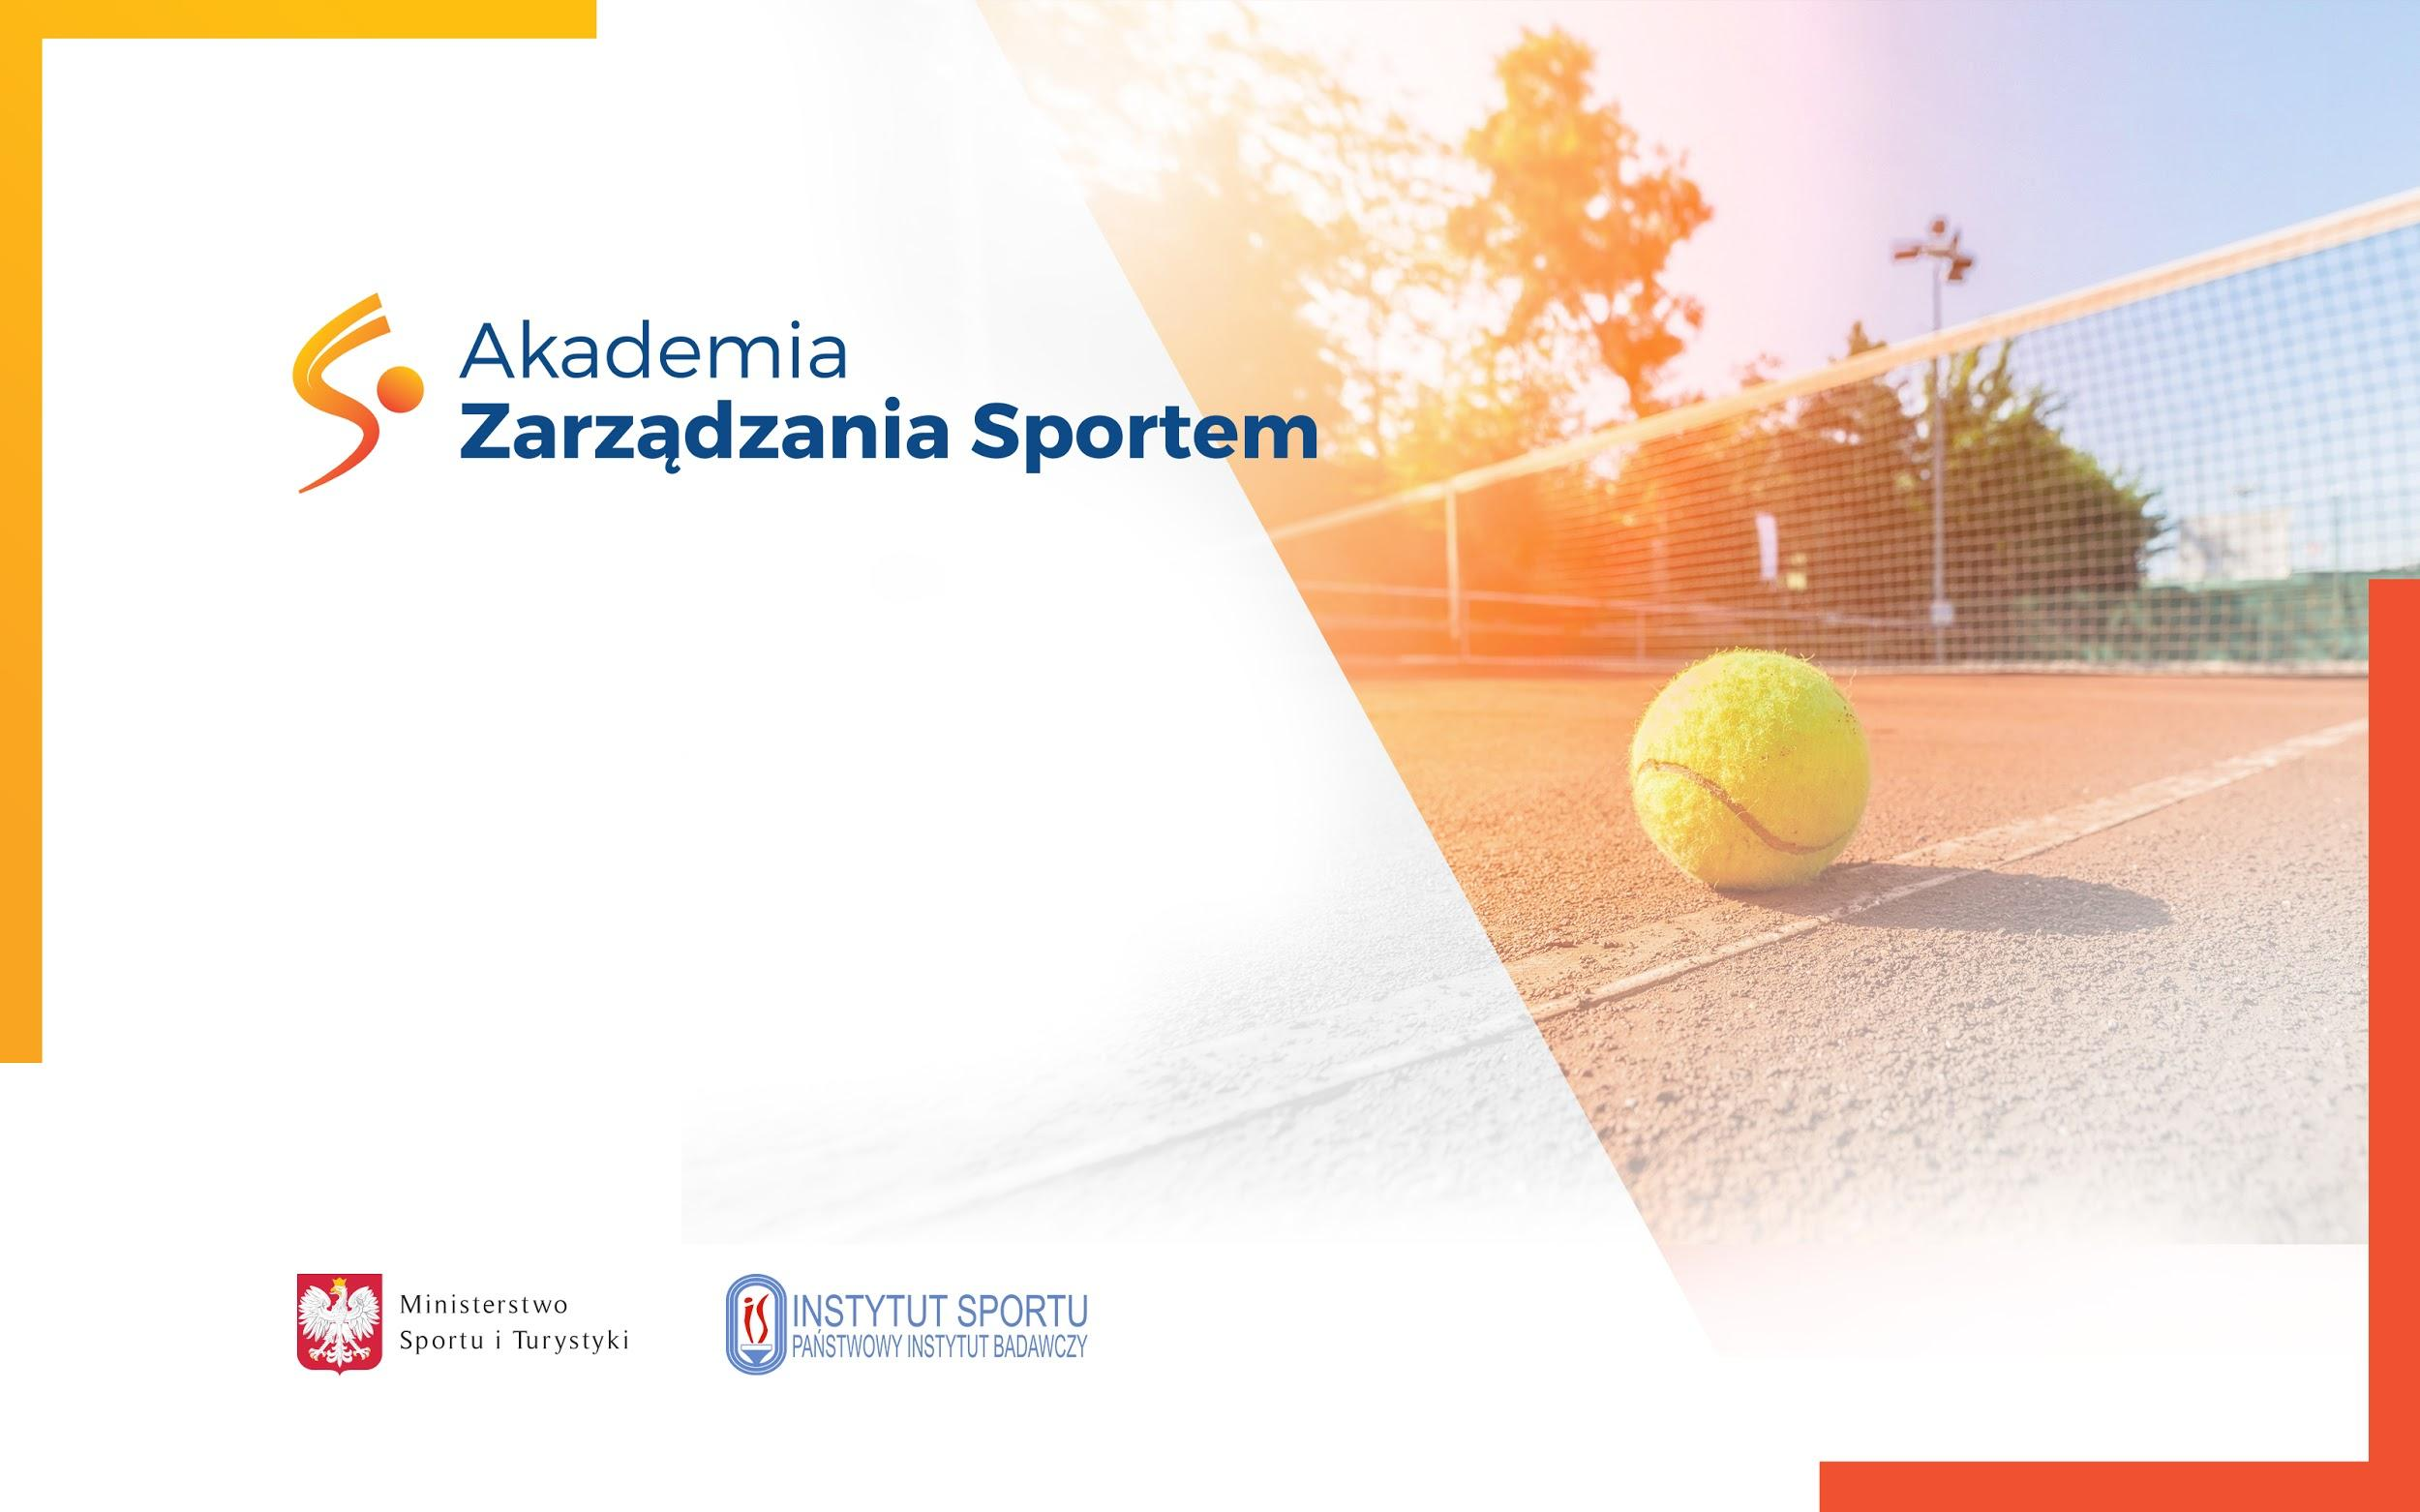 Akademia
Zarządzania Sportem
Ministerstwo
Sportu i Turystyki
INSTYTUT SPORTU
PAŃSTWOWY INSTYTUT BADAWCZY